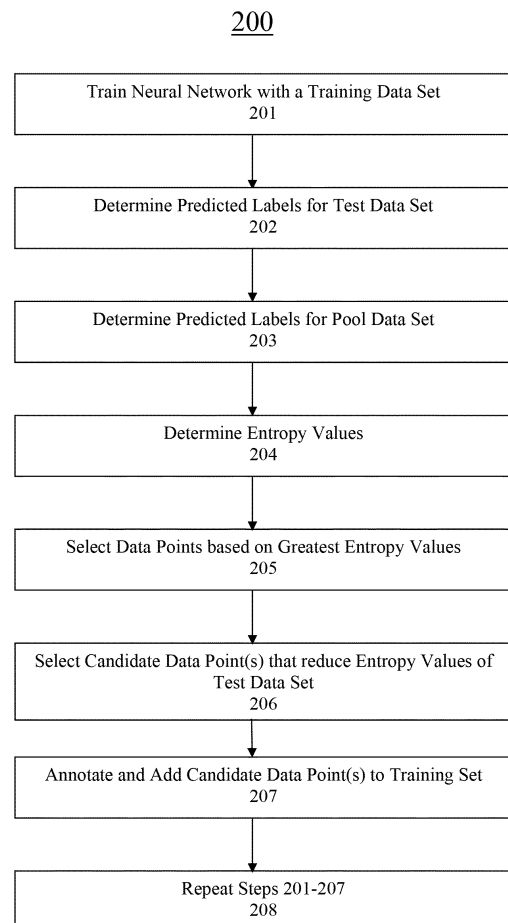 200
Train Neural Network with a Training Data Set
201
Determine Predicted Labels for Test Data Set
202
Determine Predicted Labels for Pool Data Set
203
Determine Entropy Values
204
Select Data Points based on Greatest Entropy Values
205
Select Candidate Data Point(s) that reduce Entropy Values of
Test Data Set
206
Annotate and Add Candidate Data Point(s) to Training Set
207
Repeat Steps 201-207
208